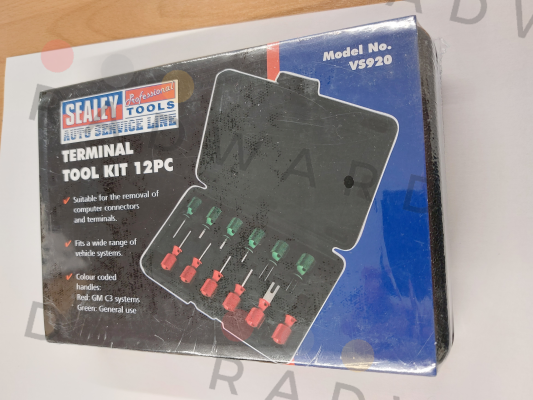 Model No.
VS920
SEALEY
Professional
TOOLS
AUTO SERVICE LINE
TERMINAL
TOOL KIT 12PC
Suitable for the removal of
computer connectors
and terminals.
Fits a wide range of
vehicle systems.
Colour coded
handles:
Red: GM C3 systems
Green: General use